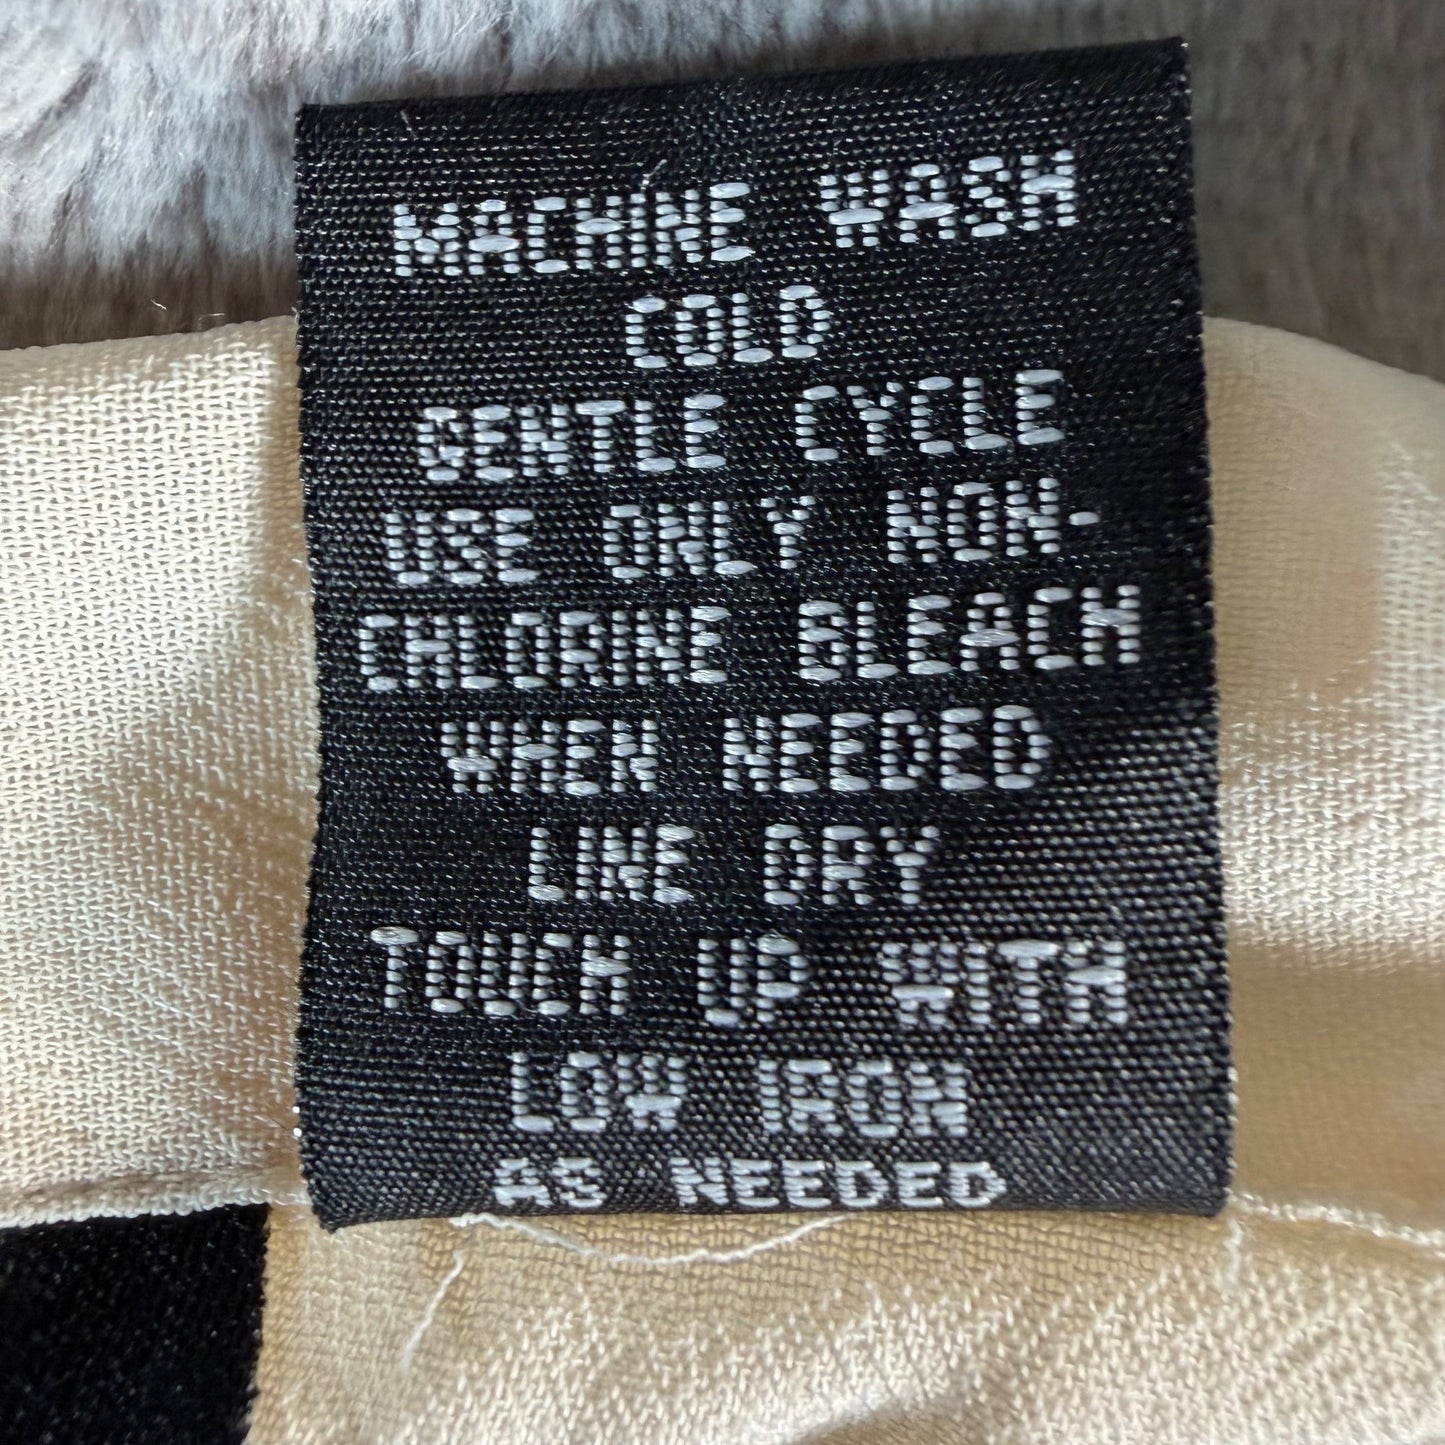 MACHINE WASH
COLD
GENTLE CYCLE
USE ONLY NON-
CHLORINE BLEACH
WHEN NEEDED
LINE DRY
TOUCH UP WITH
LOW IRON
AS NEEDED